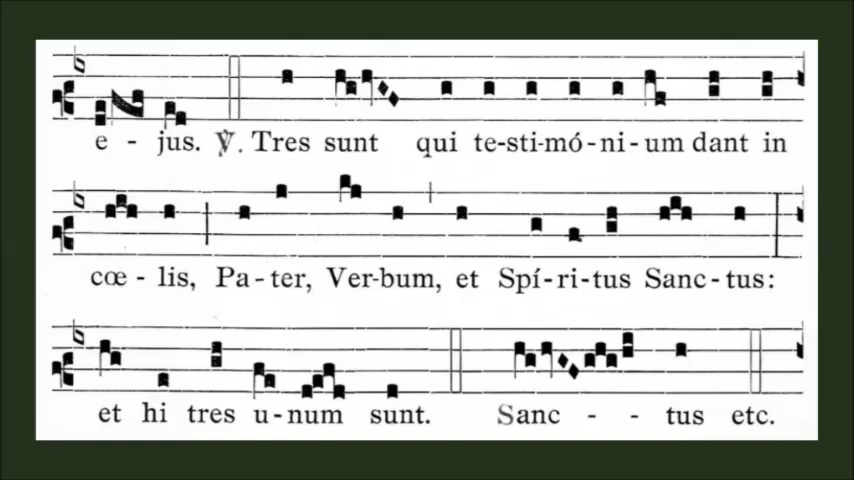 e - jus. ℣. Tres sunt qui te-sti-mó-ni-um dant in
cœ-lis, Pa-ter, Ver-bum, et Spí-ri-tus Sanc-tus:
et hi tres u-num sunt. Sanc - - tus etc.